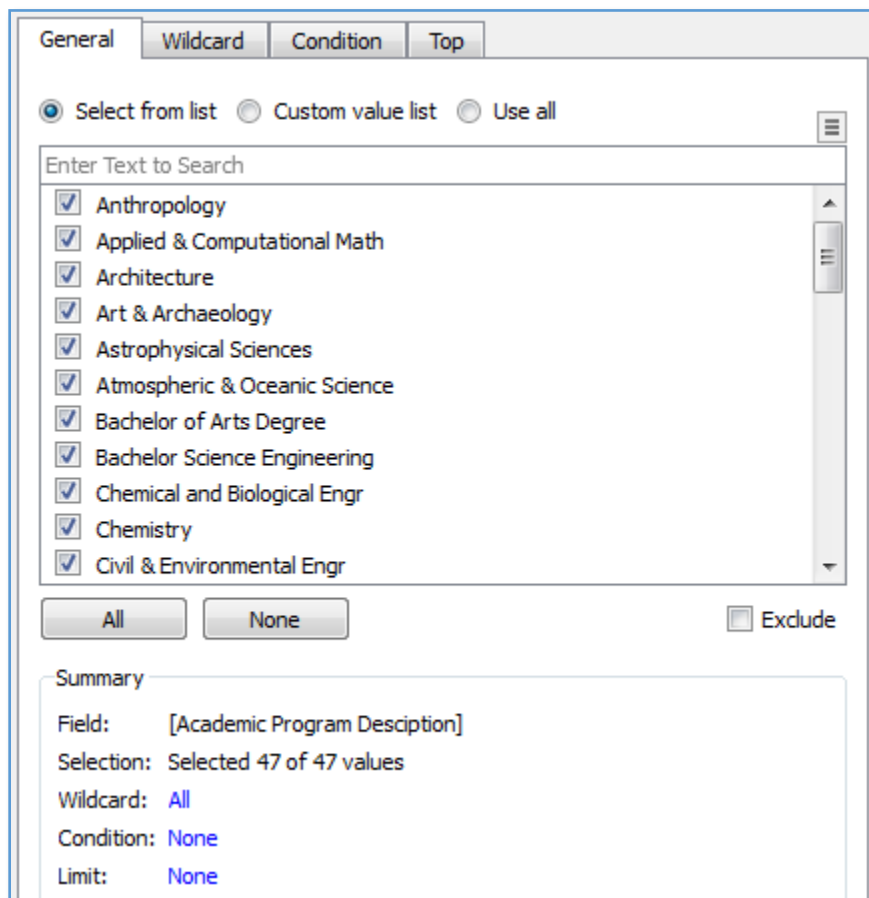 General Wildcard Condition Top
Select from list Custom value list Use all
Enter Text to Search
Anthropology
Applied & Computational Math
Architecture
Art & Archaeology
Astrophysical Sciences
Atmospheric & Oceanic Science
Bachelor of Arts Degree
Bachelor Science Engineering
Chemical and Biological Engr
Chemistry
Civil & Environmental Engr
All None Exclude
Summary
Field: [Academic Program Desciption]
Selection: Selected 47 of 47 values
Wildcard: All
Condition: None
Limit: None